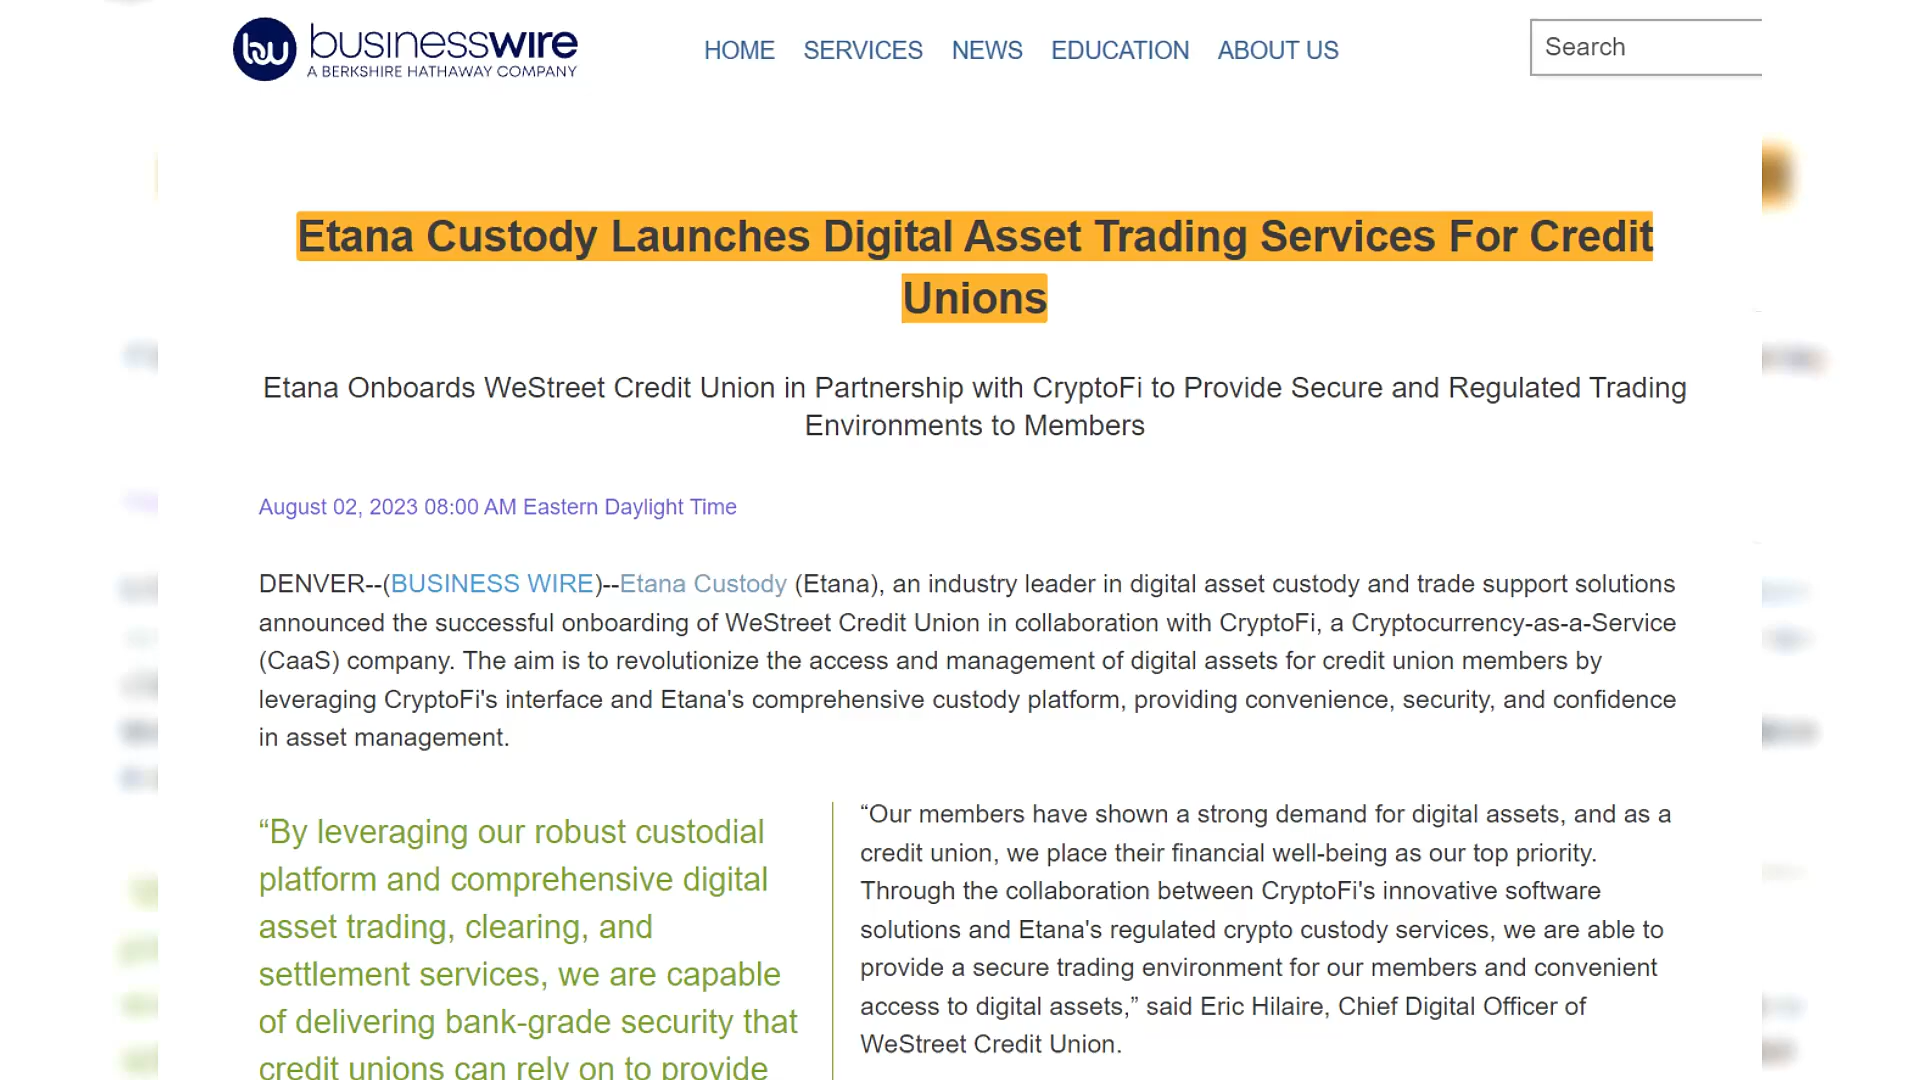 businesswire
A BERKSHIRE HATHAWAY COMPANY
HOME SERVICES NEWS EDUCATION ABOUT US
Search
Etana Custody Launches Digital Asset Trading Services For Credit
Unions
Etana Onboards WeStreet Credit Union in Partnership with CryptoFi to Provide Secure and Regulated Trading
Environments to Members
August 02, 2023 08:00 AM Eastern Daylight Time
DENVER--(BUSINESS WIRE)--Etana Custody (Etana), an industry leader in digital asset custody and trade support solutions
announced the successful onboarding of WeStreet Credit Union in collaboration with CryptoFi, a Cryptocurrency-as-a-Service
(CaaS) company. The aim is to revolutionize the access and management of digital assets for credit union members by
leveraging CryptoFi's interface and Etana's comprehensive custody platform, providing convenience, security, and confidence
in asset management.
“By leveraging our robust custodial
platform and comprehensive digital
asset trading, clearing, and
settlement services, we are capable
of delivering bank-grade security that
credit unions can rely on to provide
“Our members have shown a strong demand for digital assets, and as a
credit union, we place their financial well-being as our top priority.
Through the collaboration between CryptoFi's innovative software
solutions and Etana's regulated crypto custody services, we are able to
provide a secure trading environment for our members and convenient
access to digital assets,” said Eric Hilaire, Chief Digital Officer of
WeStreet Credit Union.